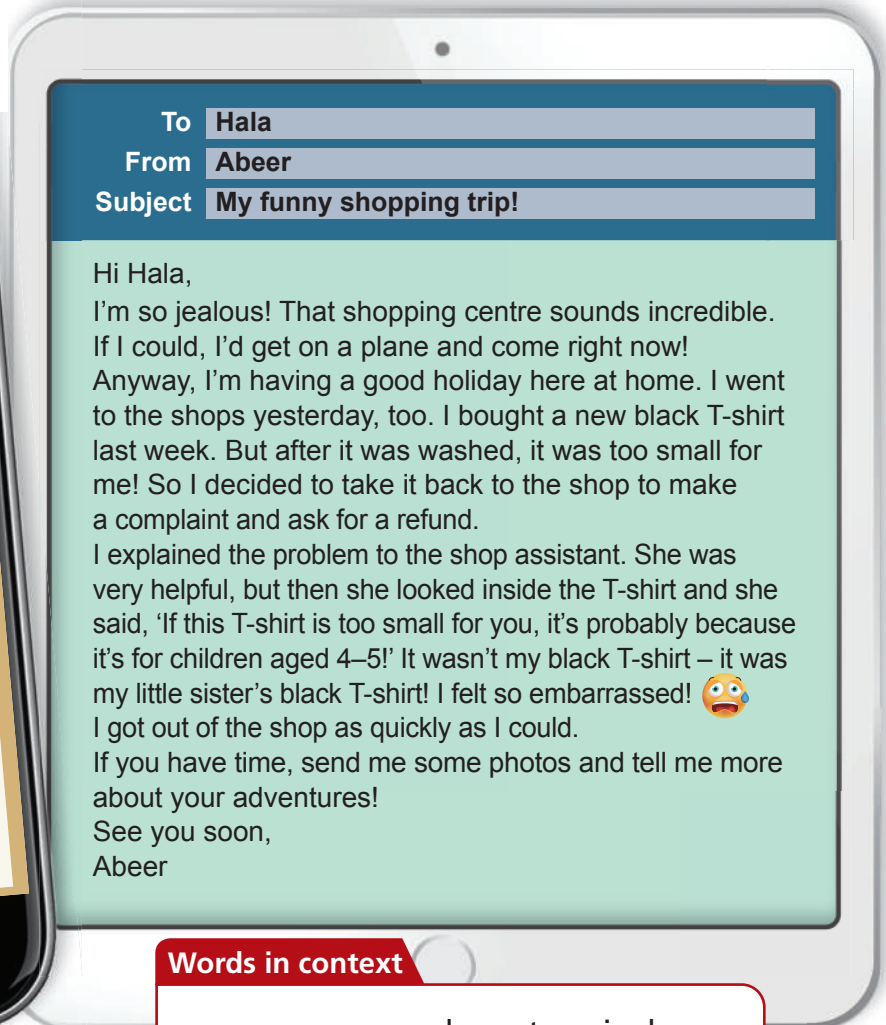 To Hala
From Abeer
Subject My funny shopping trip!
Hi Hala,
I'm so jealous! That shopping centre sounds incredible.
If I could, I'd get on a plane and come right now!
Anyway, I'm having a good holiday here at home. I went
to the shops yesterday, too. I bought a new black T-shirt
last week. But after it was washed, it was too small for
me! So I decided to take it back to the shop to make
a complaint and ask for a refund.
I explained the problem to the shop assistant. She was
very helpful, but then she looked inside the T-shirt and she
said, ‘If this T-shirt is too small for you, it's probably because
it's for children aged 4–5!’ It wasn't my black T-shirt – it was
my little sister's black T-shirt! I felt so embarrassed! 😨
I got out of the shop as quickly as I could.
If you have time, send me some photos and tell me more
about your adventures!
See you soon,
Abeer
Words in context